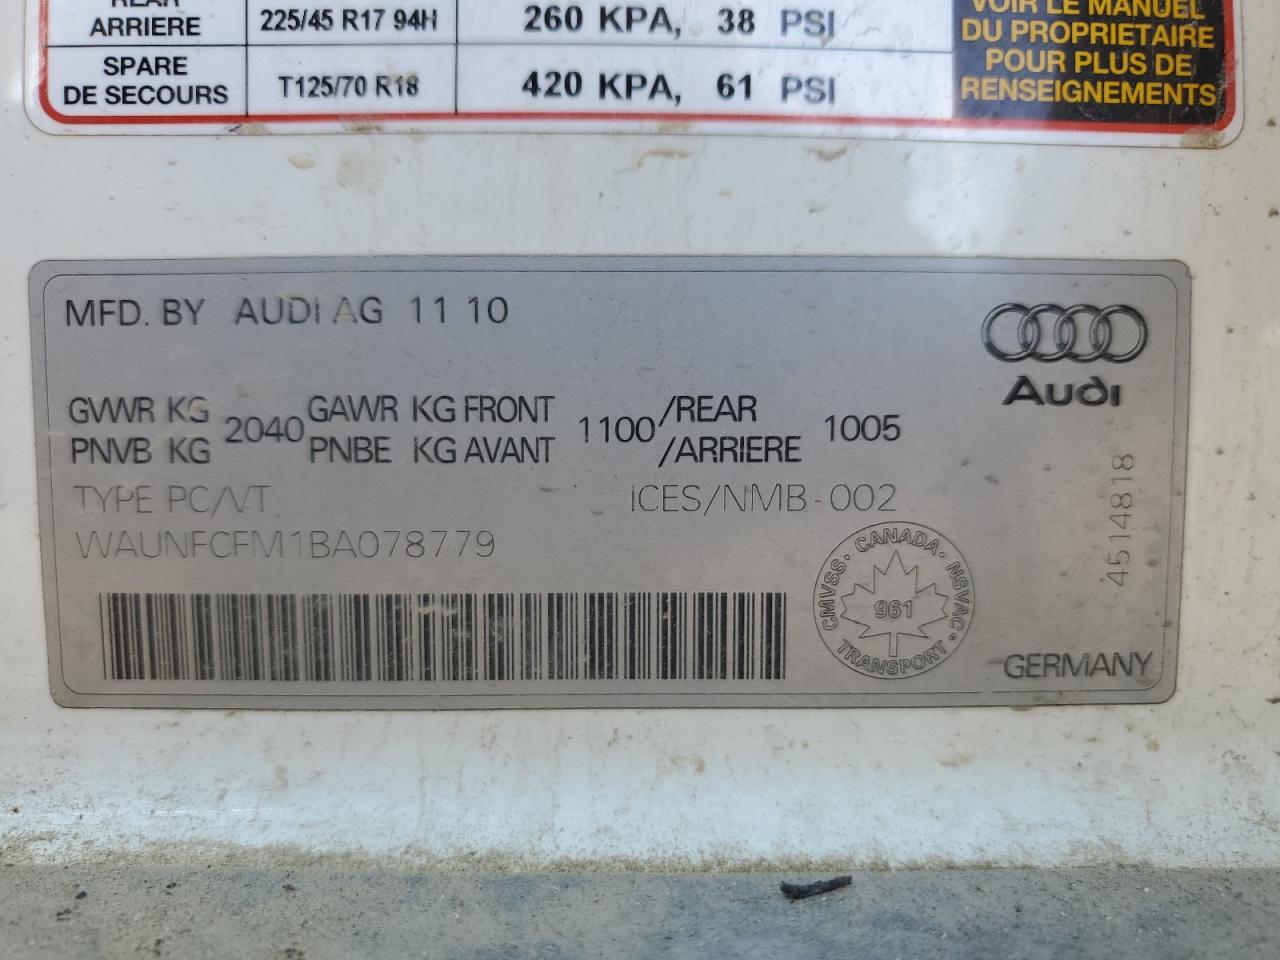 REAR
ARRIERE 225/45 R17 94H 260 KPA, 38 PSI
SPARE
DE SECOURS T125/70 R18 420 KPA, 61 PSI
VOIR LE MANUEL
DU PROPRIETAIRE
POUR PLUS DE
RENSEIGNEMENTS
MFD. BY AUDI AG 11 10
GVWR KG 2040 GAWR KG FRONT 1100 /REAR 1005
PNVB KG PNBE KG AVANT /ARRIERE
TYPE PC/VT ICES/NMB-002
WAUNFCFM1BA078779
Audi
4514818
CMVSS · CANADA · NSVAC ·
961
TRANSPORT
GERMANY